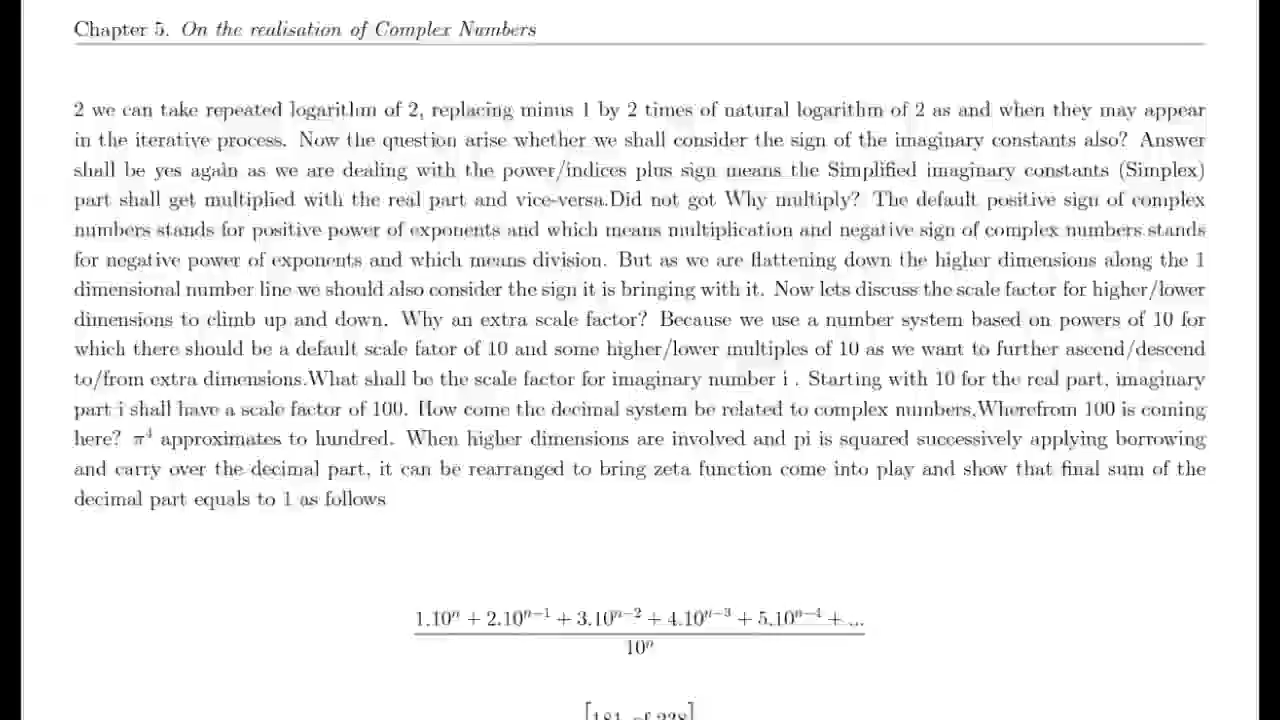 Chapter 5. On the realisation of Complex Numbers
2 we can take repeated logarithm of 2, replacing minus 1 by 2 times of natural logarithm of 2 as and when they may appear
in the iterative process. Now the question arise whether we shall consider the sign of the imaginary constants also? Answer
shall be yes again as we are dealing with the power/indices plus sign means the Simplified imaginary constants (Simplex)
part shall get multiplied with the real part and vice-versa.Did not got Why multiply? The default positive sign of complex
numbers stands for positive power of exponents and which means multiplication and negative sign of complex numbers stands
for negative power of exponents and which means division. But as we are flattening down the higher dimensions along the 1
dimensional number line we should also consider the sign it is bringing with it. Now lets discuss the scale factor for higher/lower
dimensions to climb up and down. Why an extra scale factor? Because we use a number system based on powers of 10 for
which there should be a default scale fator of 10 and some higher/lower multiples of 10 as we want to further ascend/descend
to/from extra dimensions.What shall be the scale factor for imaginary number i . Starting with 10 for the real part, imaginary
part i shall have a scale factor of 100. How come the decimal system be related to complex numbers,Wherefrom 100 is coming
here? π⁴ approximates to hundred. When higher dimensions are involved and pi is squared successively applying borrowing
and carry over the decimal part, it can be rearranged to bring zeta function come into play and show that final sum of the
decimal part equals to 1 as follows
1.10ⁿ + 2.10ⁿ⁻¹ + 3.10ⁿ⁻² + 4.10ⁿ⁻³ + 5.10ⁿ⁻⁴ + ...
10ⁿ
[181 of 228]